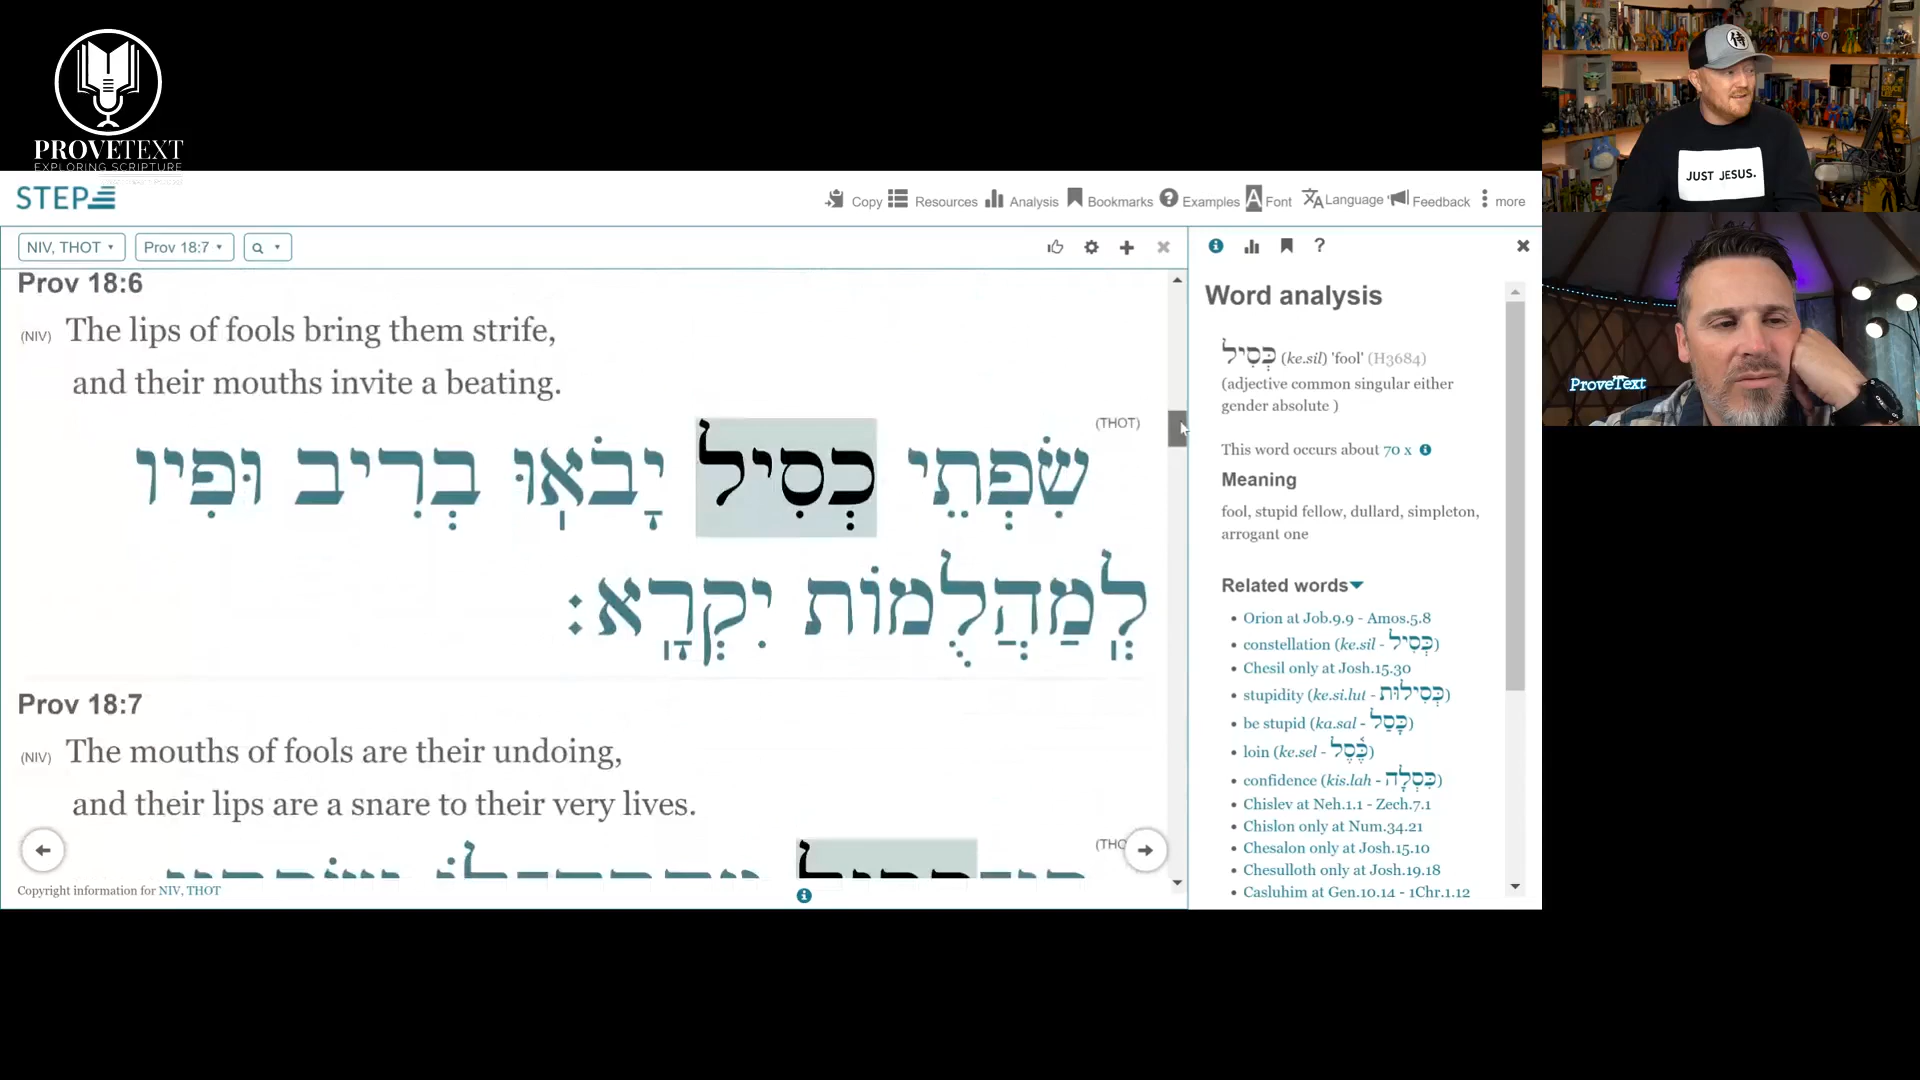 PROVETEXT
EXPLORING SCRIPTURE
STEP
Copy Resources Analysis Bookmarks Examples A Font Language Feedback more
NIV, THOT Prov 18:7
Prov 18:6
(NIV) The lips of fools bring them strife,
and their mouths invite a beating.
(THOT)
שִׂפְתֵ֣י כְ֭סִיל יָבֹ֣אֽוּ בְרִ֑יב וּ֝פִ֗יו
לְֽמַהֲלֻמ֥וֹת יִקְרָֽא׃
Prov 18:7
(NIV) The mouths of fools are their undoing,
and their lips are a snare to their very lives.
Copyright information for NIV, THOT
Word analysis
כְּסִיל (ke.sil) 'fool' (H3684)
(adjective common singular either
gender absolute )
This word occurs about 70 x
Meaning
fool, stupid fellow, dullard, simpleton,
arrogant one
Related words
• Orion at Job.9.9 - Amos.5.8
• constellation (ke.sil - כְּסִיל)
• Chesil only at Josh.15.30
• stupidity (ke.si.lut - כְּסִילוּת)
• be stupid (ka.sal - כָּסַל)
• loin (ke.sel - כֶּ֫סֶל)
• confidence (kis.lah - כִּסְלָה)
• Chislev at Neh.1.1 - Zech.7.1
• Chislon only at Num.34.21
• Chesalon only at Josh.15.10
• Chesulloth only at Josh.19.18
• Casluhim at Gen.10.14 - 1Chr.1.12
侍
JUST JESUS.
ProveText